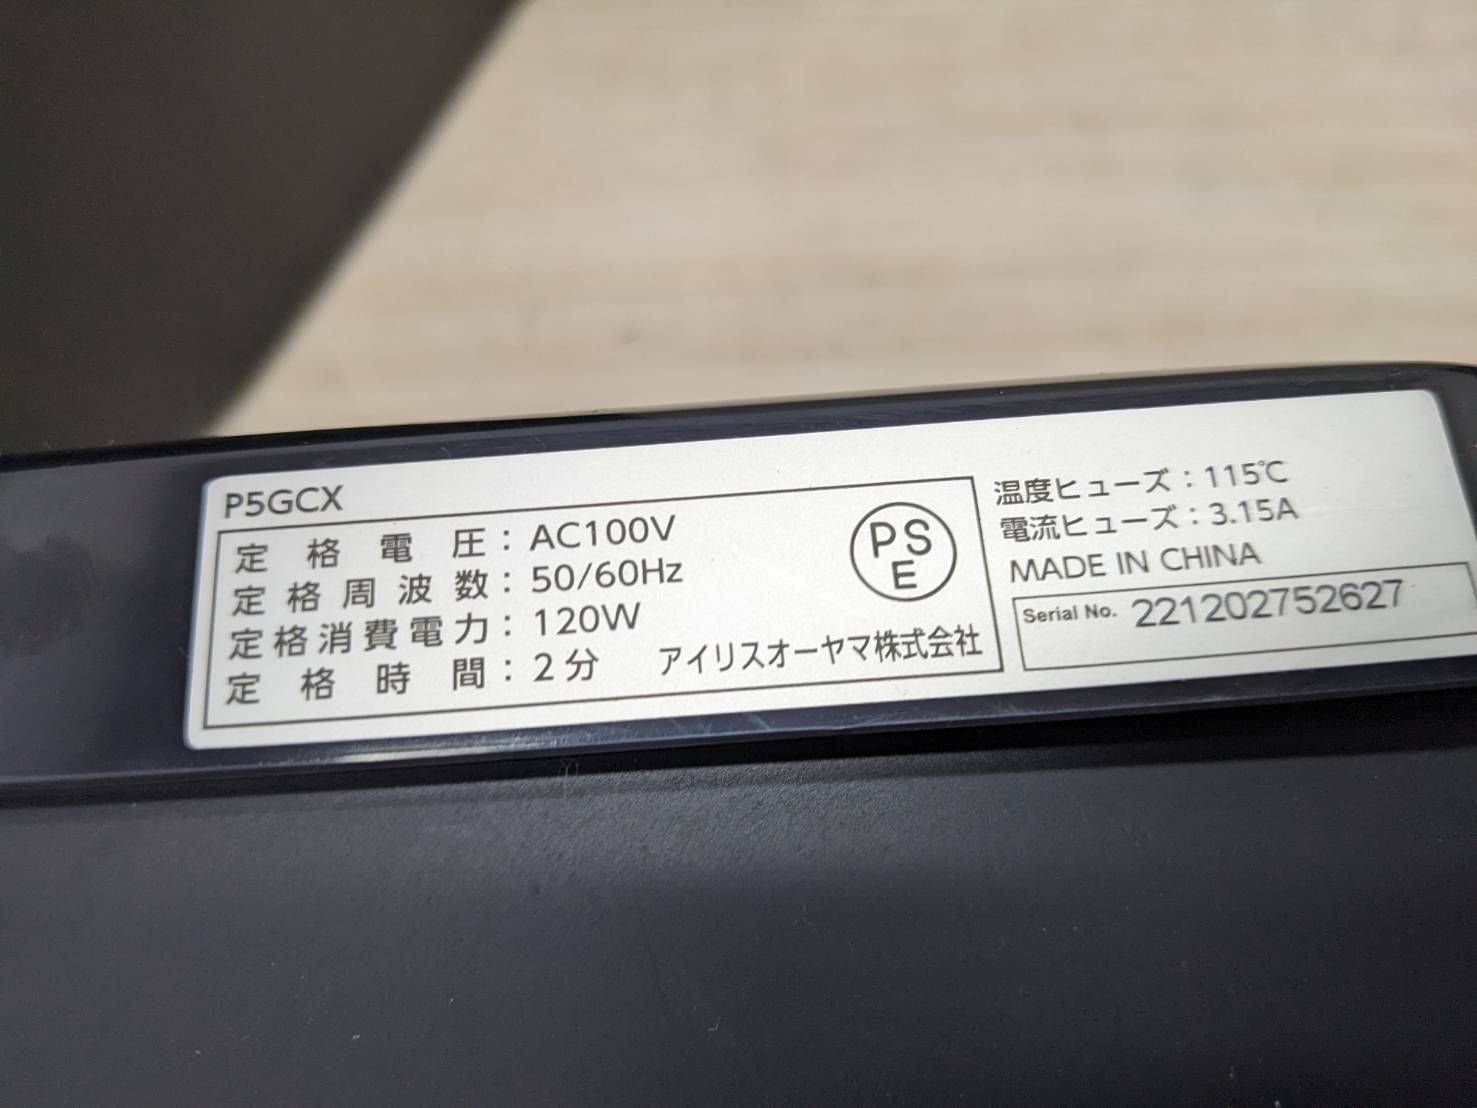 P5GCX
定格電圧：AC100V
定格周波数：50/60Hz
定格消費電力：120W
定格時間：2分
アイリスオーヤマ株式会社
PS
E
温度ヒューズ：115℃
電流ヒューズ：3.15A
MADE IN CHINA
Serial No. 221202752627